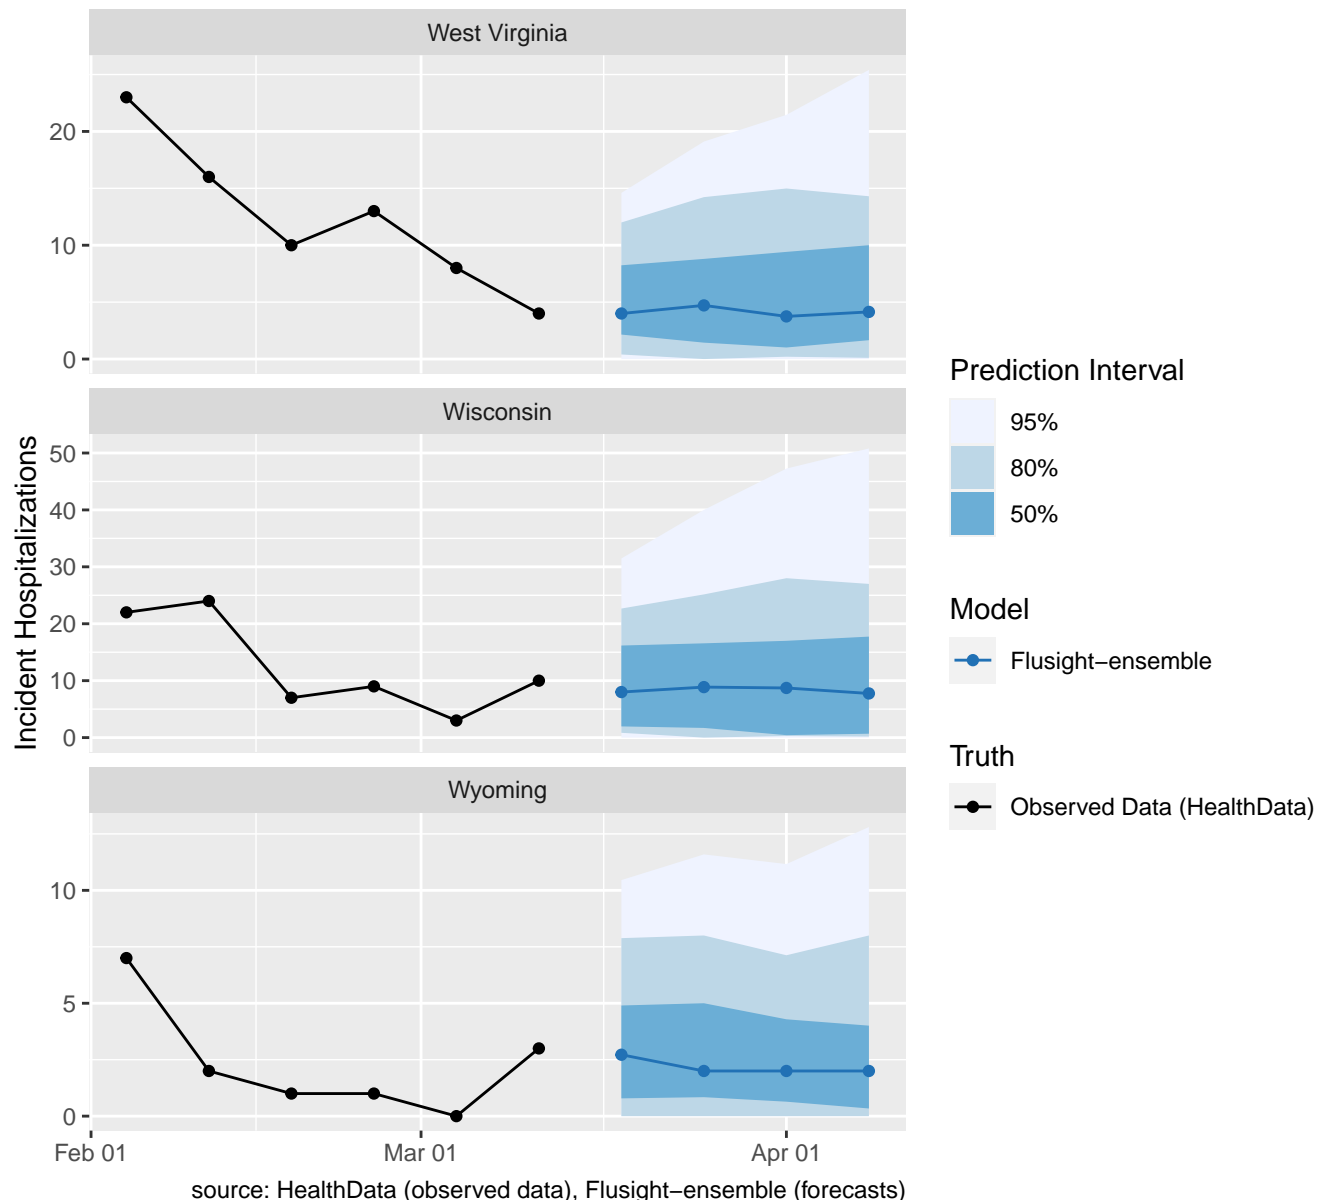 West Virginia
20
10
0
Wisconsin
50
40
30
20
10
0
Wyoming
10
5
0
Feb 01
Mar 01
Apr 01
Incident Hospitalizations
source: HealthData (observed data), Flusight−ensemble (forecasts)
Prediction Interval
95%
80%
50%
Model
Flusight−ensemble
Truth
Observed Data (HealthData)